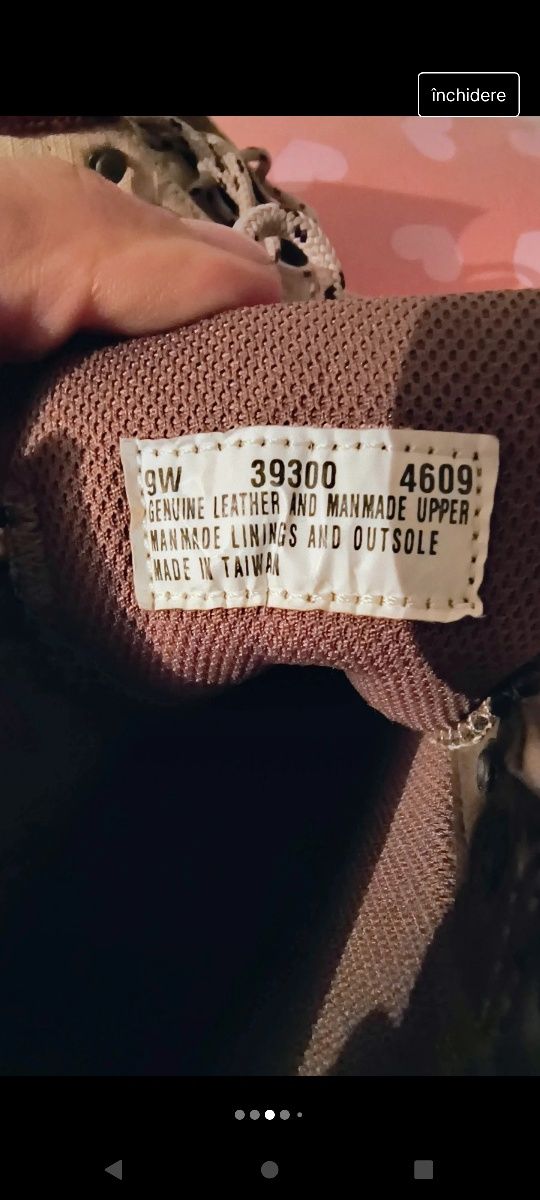 închidere
9W 39300 4609
GENUINE LEATHER AND MANMADE UPPER
MANMADE LININGS AND OUTSOLE
MADE IN TAIWAN